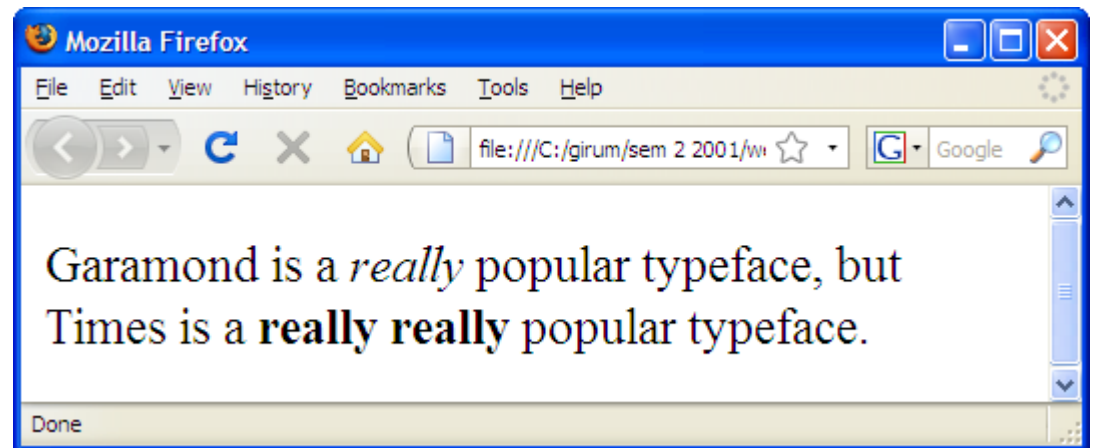 Mozilla Firefox
File Edit View History Bookmarks Tools Help
file:///C:/girum/sem 2 2001/w G Google
Garamond is a really popular typeface, but
Times is a really really popular typeface.
Done